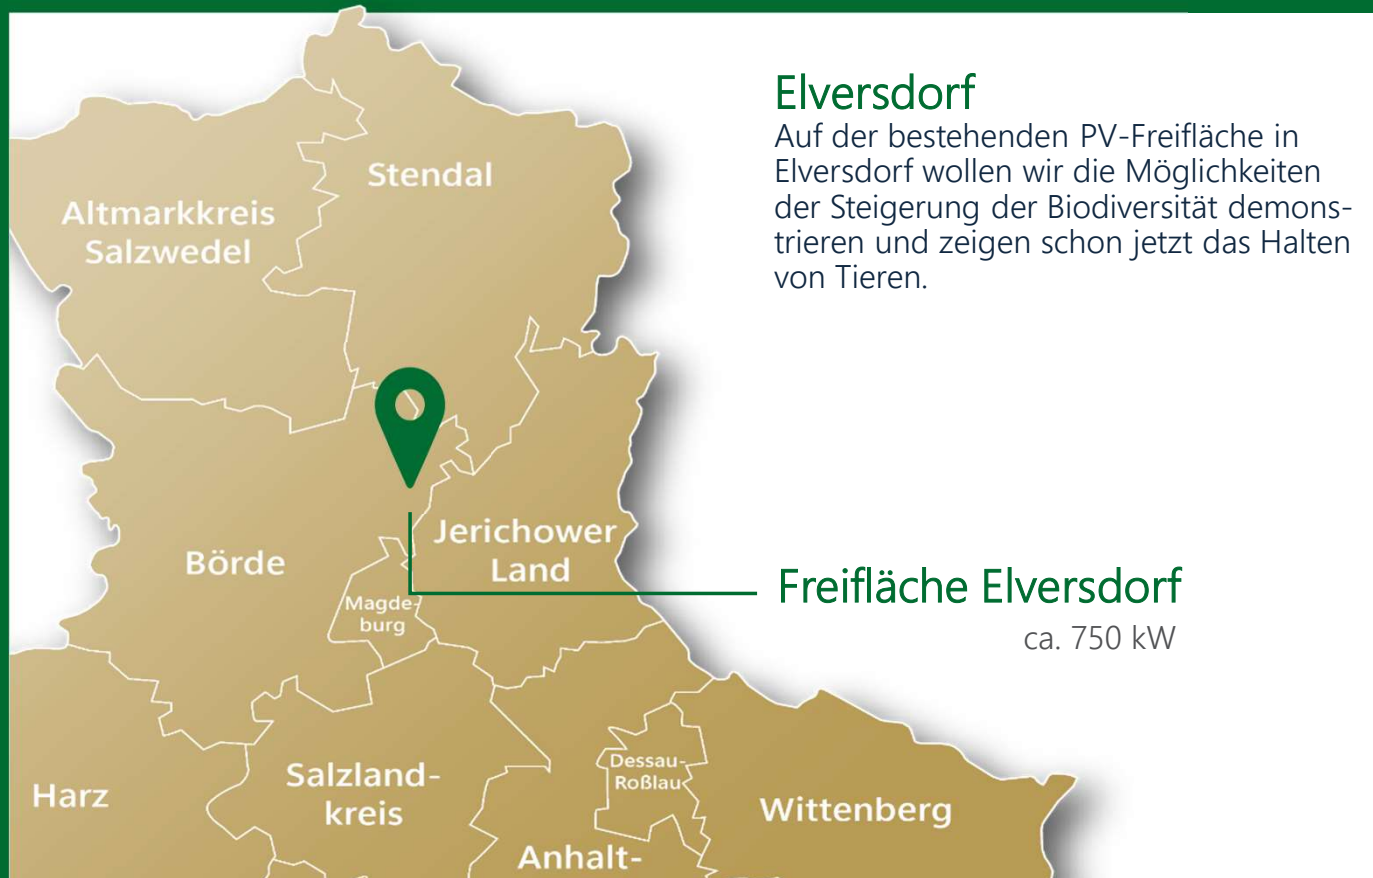 Elversdorf
Auf der bestehenden PV-Freifläche in
Elversdorf wollen wir die Möglichkeiten
der Steigerung der Biodiversität demons-
trieren und zeigen schon jetzt das Halten
von Tieren.
Stendal
Altmarkkreis
Salzwedel
Jerichower
Land
Börde
Magde-
burg
Freifläche Elversdorf
ca. 750 kW
Salzland-
kreis
Harz
Dessau-
Roßlau
Wittenberg
Anhalt-